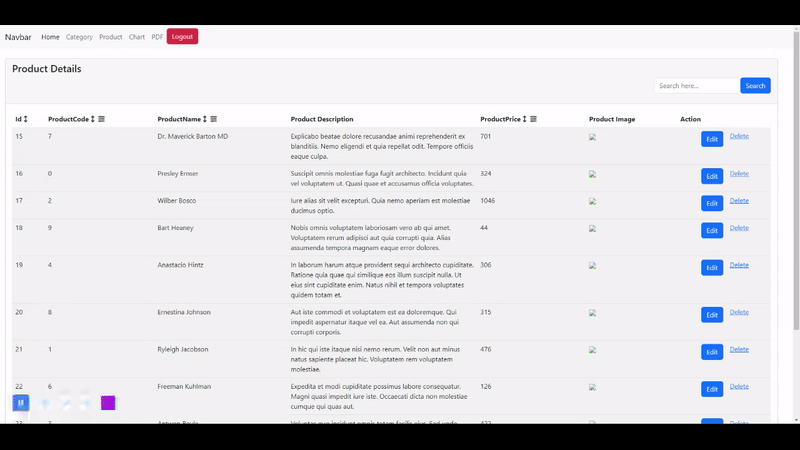 Navbar Home Category Product Chart PDF Logout
Product Details
Search here... Search
Id ProductCode ProductName Product Description ProductPrice Product Image Action
15 7 Dr. Maverick Barton MD Explicabo beatae dolore recusandae animi reprehenderit ex 701 Edit Delete
blanditiis. Nemo eligendi et quia repellat odit. Tempore officiis
eaque culpa.
16 0 Presley Ernser Suscipit omnis molestiae fuga fugit architecto. Incidunt quia 324 Edit Delete
vel voluptatem ut. Quasi quae et accusamus officia voluptates.
17 2 Wilber Bosco Iure alias sit velit excepturi. Quia nemo aperiam est molestiae 1046 Edit Delete
ducimus optio.
18 9 Bart Heaney Nobis omnis voluptatem laboriosam vero ab qui amet. 44 Edit Delete
Voluptatem rerum adipisci aut quia corrupti quia. Alias
assumenda tempora magnam eaque error dolores.
19 4 Anastacio Hintz In laborum harum atque provident sequi architecto cupiditate. 306 Edit Delete
Ratione quia quae qui similique eos illum suscipit nulla. Ut
eius sint cupiditate enim. Natus nihil et tempora voluptates
quidem totam et.
20 8 Ernestina Johnson Aut iste commodi et voluptatem est ea doloremque. Qui 315 Edit Delete
impedit aspernatur itaque vel ea. Aut assumenda non qui
corrupti corporis.
21 1 Ryleigh Jacobson In hic qui iste itaque nisi nemo rerum. Velit non aut minus 476 Edit Delete
natus sapiente placeat hic. Voluptatem rem voluptatem
molestiae.
22 6 Freeman Kuhlman Expedita et modi cupiditate possimus labore consequatur. 126 Edit Delete
Magni quasi impedit iure iste. Occaecati dicta non molestiae
cumque qui quas aut.